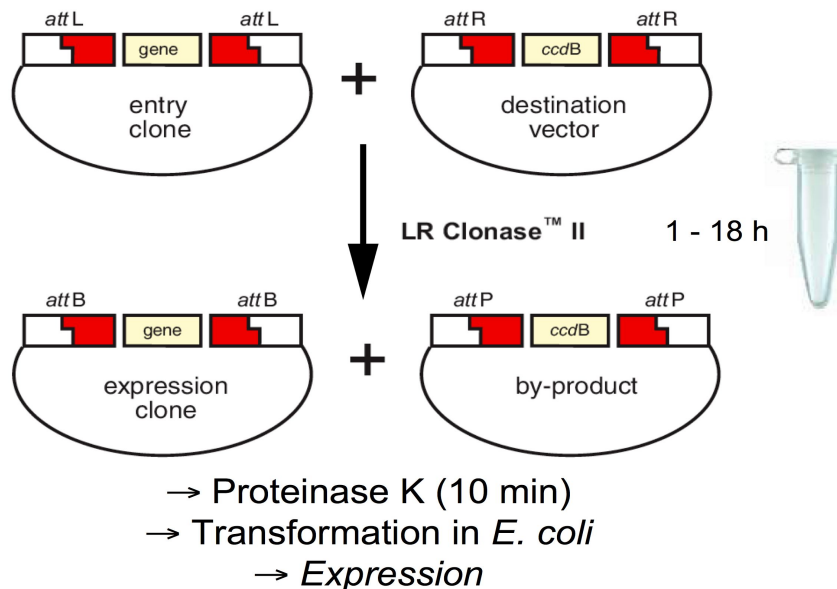 attL attL attR attR
gene ccdB
entry
clone
+
destination
vector
LR Clonase™ II 1 - 18 h
attB attB attP attP
gene ccdB
expression
clone
+
by-product
→ Proteinase K (10 min)
→ Transformation in E. coli
→ Expression